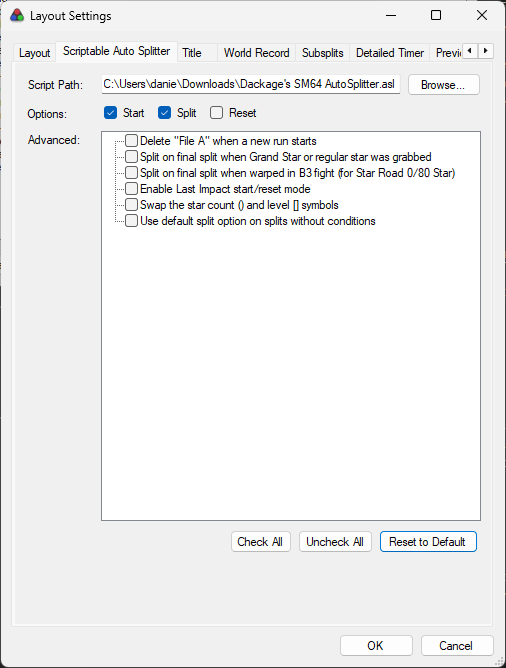 Layout Settings
Layout Scriptable Auto Splitter Title World Record Subsplits Detailed Timer Previ
Script Path: C:\Users\danie\Downloads\Dackage's SM64 AutoSplitter.asl Browse...
Options: Start Split Reset
Advanced:
Delete "File A" when a new run starts
Split on final split when Grand Star or regular star was grabbed
Split on final split when warped in B3 fight (for Star Road 0/80 Star)
Enable Last Impact start/reset mode
Swap the star count () and level [] symbols
Use default split option on splits without conditions
Check All Uncheck All Reset to Default
OK Cancel